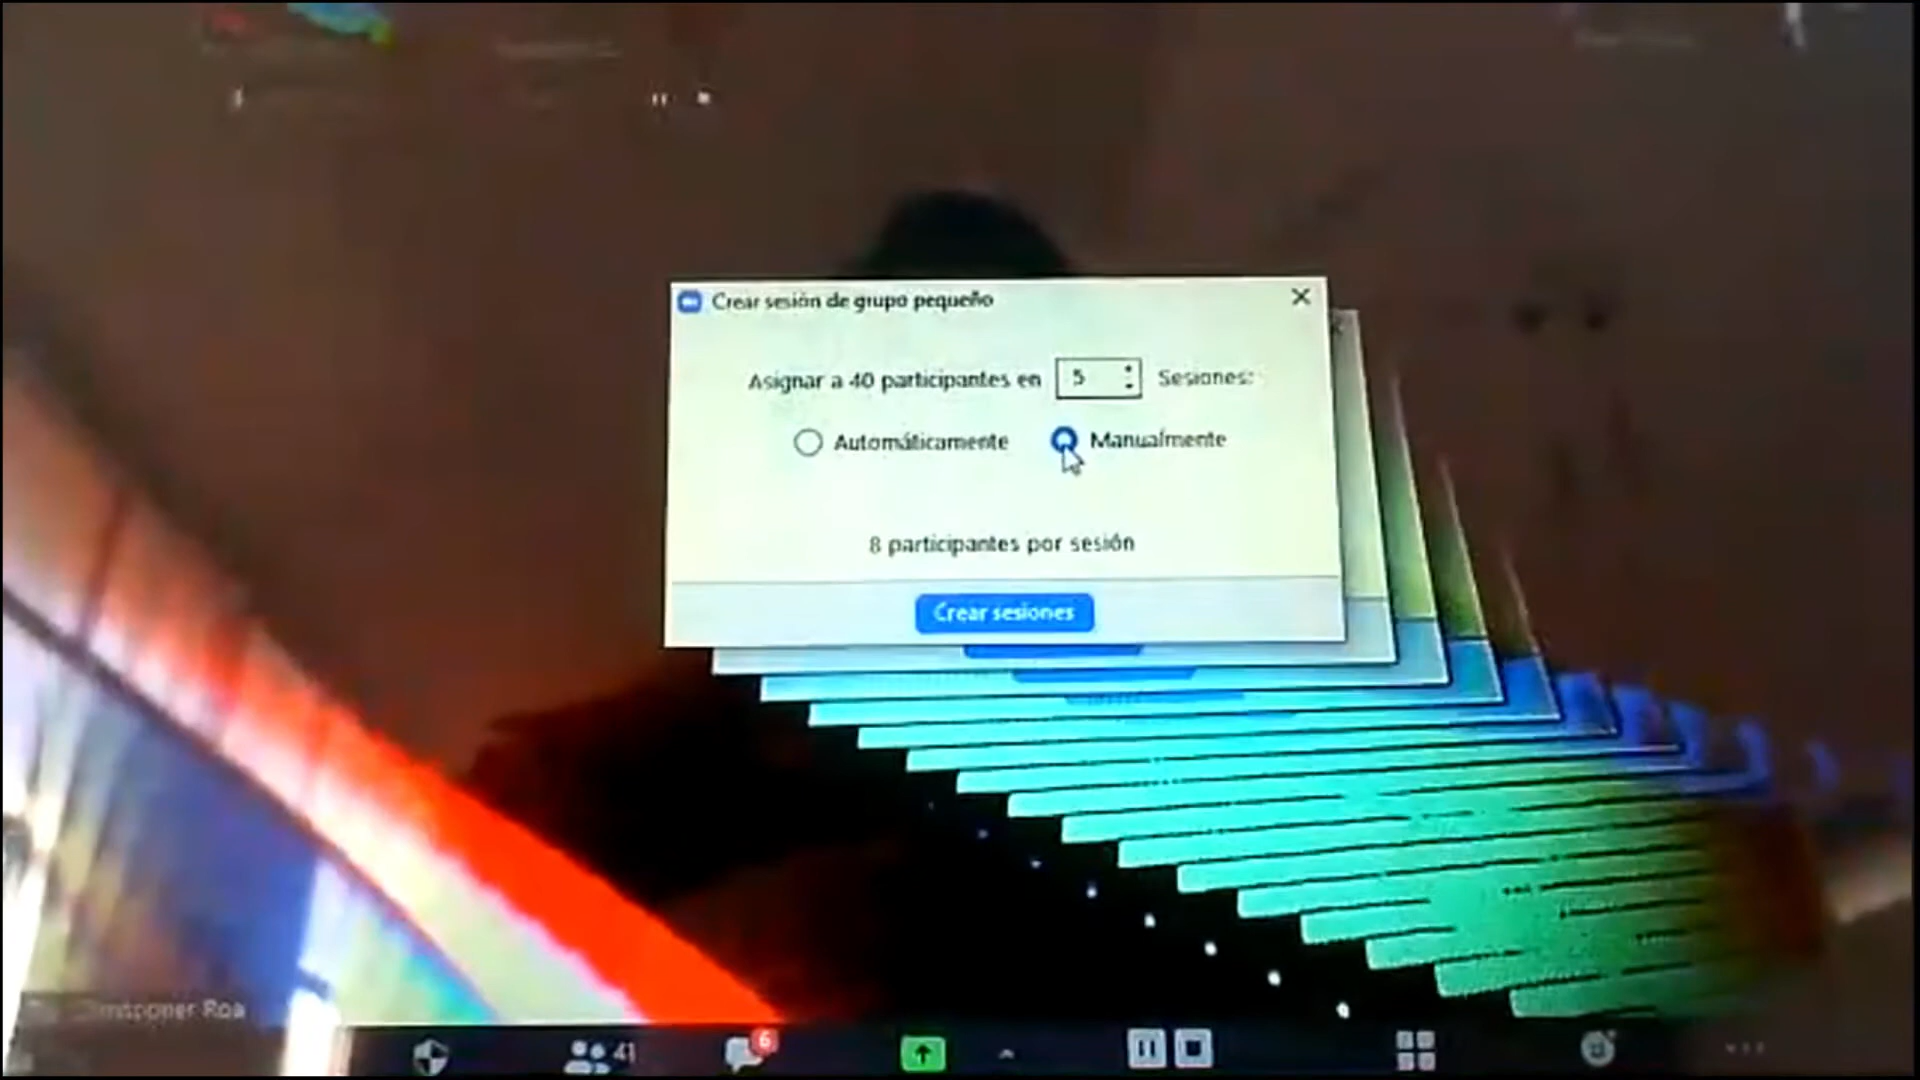 Crear sesión de grupo pequeño
Asignar a 40 participantes en 5 Sesiones:
Automáticamente Manualmente
8 participantes por sesión
Crear sesiones
Roa
41
6